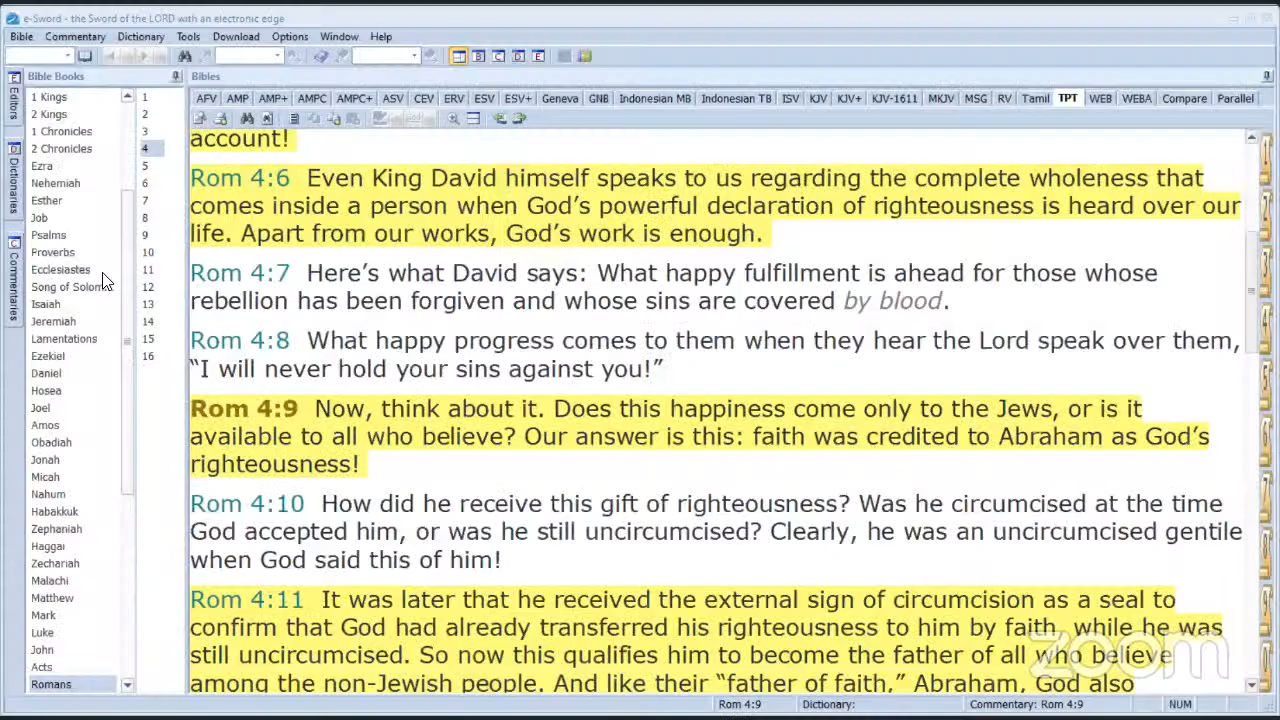 e-Sword - the Sword of the LORD with an electronic edge
Bible Commentary Dictionary Tools Download Options Window Help
Bible Books
Bibles
Editors
Dictionaries
Commentaries
1 Kings
2 Kings
1 Chronicles
2 Chronicles
Ezra
Nehemiah
Esther
Job
Psalms
Proverbs
Ecclesiastes
Song of Solom
Isaiah
Jeremiah
Lamentations
Ezekiel
Daniel
Hosea
Joel
Amos
Obadiah
Jonah
Micah
Nahum
Habakkuk
Zephaniah
Haggai
Zechariah
Malachi
Matthew
Mark
Luke
John
Acts
Romans
1
2
3
4
5
6
7
8
9
10
11
12
13
14
15
16
AFV AMP AMP+ AMPC AMPC+ ASV CEV ERV ESV ESV+ Geneva GNB Indonesian MB Indonesian TB ISV KJV KJV+ KJV-1611 MKJV MSG RV Tamil TPT WEB WEBA Compare Parallel
account!
Rom 4:6 Even King David himself speaks to us regarding the complete wholeness that
comes inside a person when God’s powerful declaration of righteousness is heard over our
life. Apart from our works, God’s work is enough.
Rom 4:7 Here’s what David says: What happy fulfillment is ahead for those whose
rebellion has been forgiven and whose sins are covered by blood.
Rom 4:8 What happy progress comes to them when they hear the Lord speak over them,
“I will never hold your sins against you!”
Rom 4:9 Now, think about it. Does this happiness come only to the Jews, or is it
available to all who believe? Our answer is this: faith was credited to Abraham as God’s
righteousness!
Rom 4:10 How did he receive this gift of righteousness? Was he circumcised at the time
God accepted him, or was he still uncircumcised? Clearly, he was an uncircumcised gentile
when God said this of him!
Rom 4:11 It was later that he received the external sign of circumcision as a seal to
confirm that God had already transferred his righteousness to him by faith, while he was
still uncircumcised. So now this qualifies him to become the father of all who believe
among the non-Jewish people. And like their “father of faith,” Abraham, God also
zoom
Rom 4:9 Dictionary: Commentary: Rom 4:9 NUM